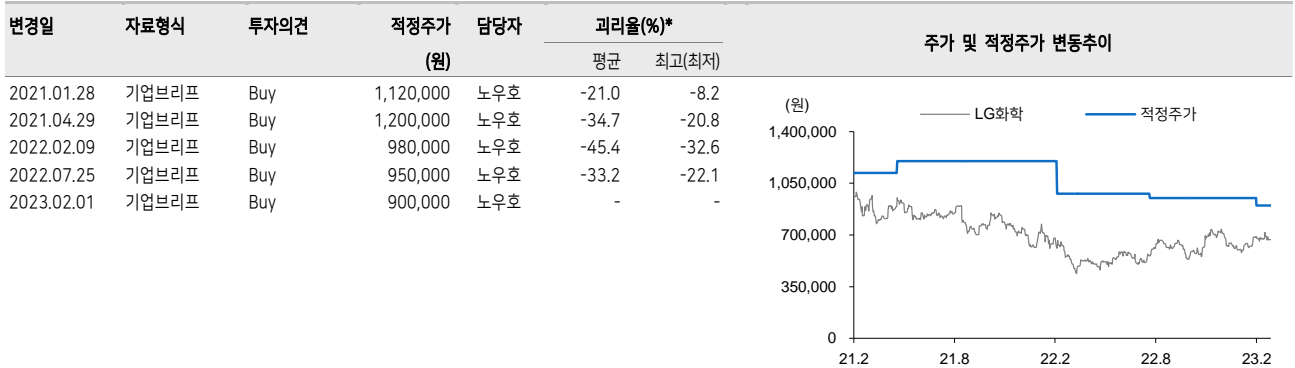 변경일 자료형식 투자의견 적정주가 담당자 괴리율(%)*
(원) 평균 최고(최저)
2021.01.28 기업브리프 Buy 1,120,000 노우호 -21.0 -8.2
2021.04.29 기업브리프 Buy 1,200,000 노우호 -34.7 -20.8
2022.02.09 기업브리프 Buy 980,000 노우호 -45.4 -32.6
2022.07.25 기업브리프 Buy 950,000 노우호 -33.2 -22.1
2023.02.01 기업브리프 Buy 900,000 노우호 - -
주가 및 적정주가 변동추이
(원)
LG화학 적정주가
1,400,000
1,050,000
700,000
350,000
0
21.2 21.8 22.2 22.8 23.2